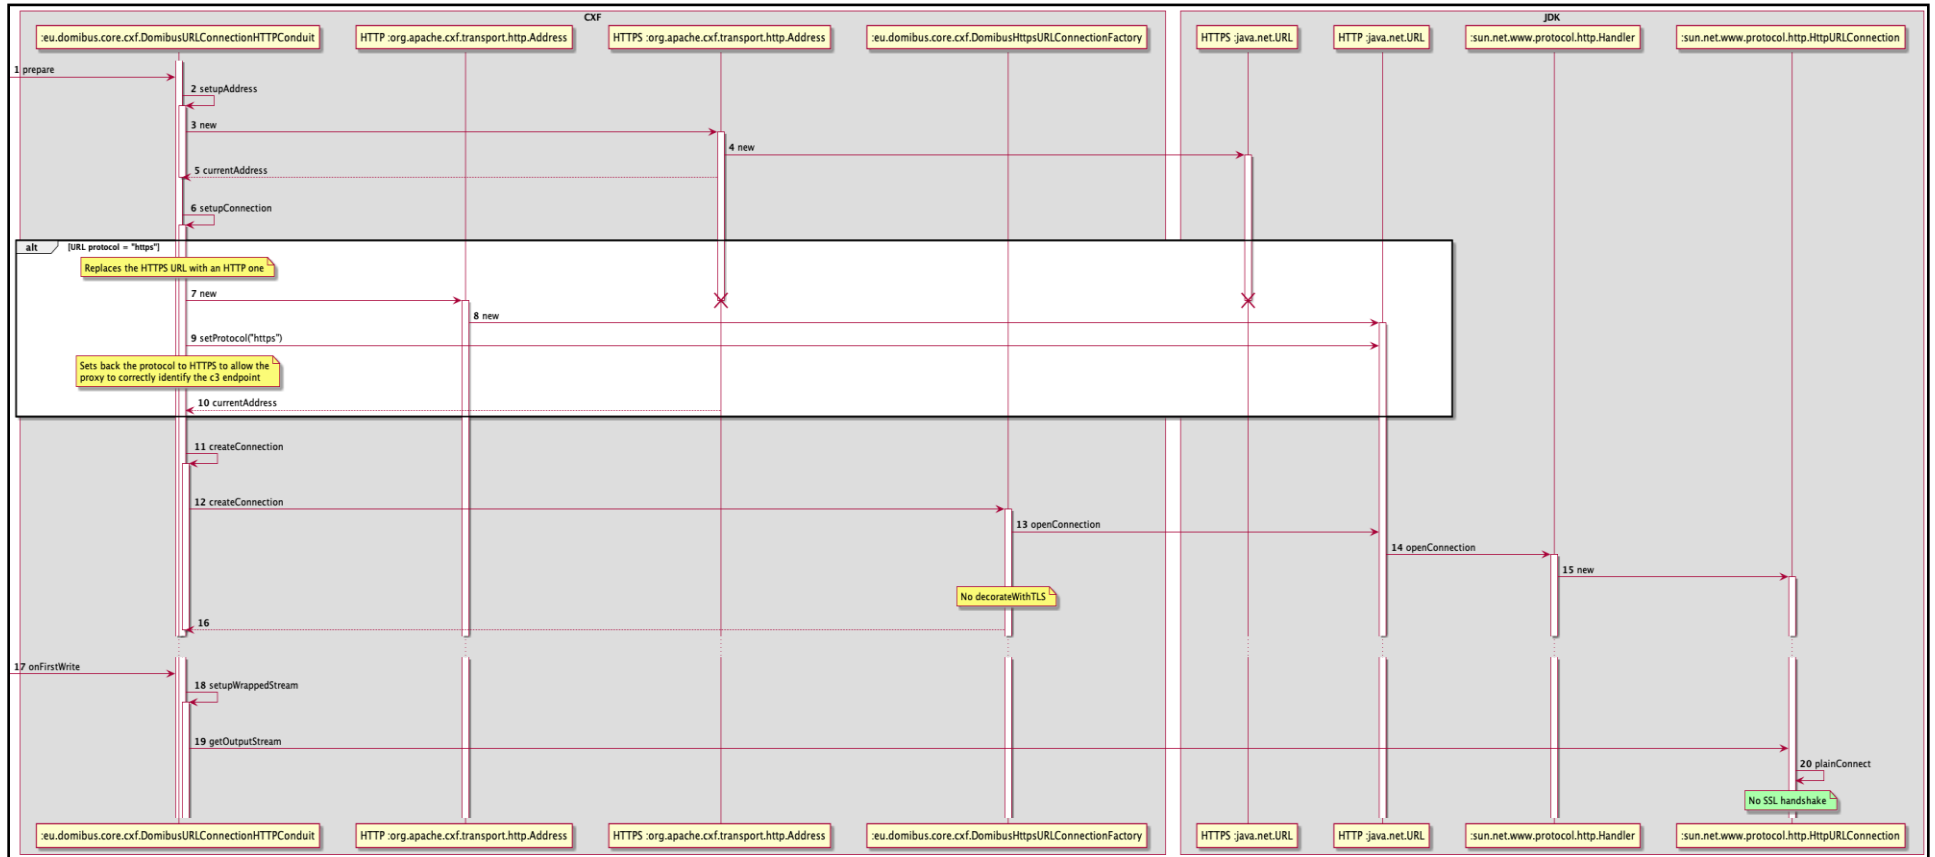 CXF
JDK
:eu.domibus.core.cxf.DomibusURLConnectionHTTPConduit
HTTP :org.apache.cxf.transport.http.Address
HTTPS :org.apache.cxf.transport.http.Address
:eu.domibus.core.cxf.DomibusHttpsURLConnectionFactory
HTTPS :java.net.URL
HTTP :java.net.URL
:sun.net.www.protocol.http.Handler
:sun.net.www.protocol.http.HttpURLConnection
1 prepare
2 setupAddress
3 new
4 new
5 currentAddress
6 setupConnection
alt
[URL protocol = "https"]
Replaces the HTTPS URL with an HTTP one
7 new
8 new
9 setProtocol("https")
Sets back the protocol to HTTPS to allow the
proxy to correctly identify the c3 endpoint
10 currentAddress
11 createConnection
12 createConnection
13 openConnection
14 openConnection
15 new
No decorateWithTLS
16
17 onFirstWrite
18 setupWrappedStream
19 getOutputStream
20 plainConnect
No SSL handshake
:eu.domibus.core.cxf.DomibusURLConnectionHTTPConduit
HTTP :org.apache.cxf.transport.http.Address
HTTPS :org.apache.cxf.transport.http.Address
:eu.domibus.core.cxf.DomibusHttpsURLConnectionFactory
HTTPS :java.net.URL
HTTP :java.net.URL
:sun.net.www.protocol.http.Handler
:sun.net.www.protocol.http.HttpURLConnection